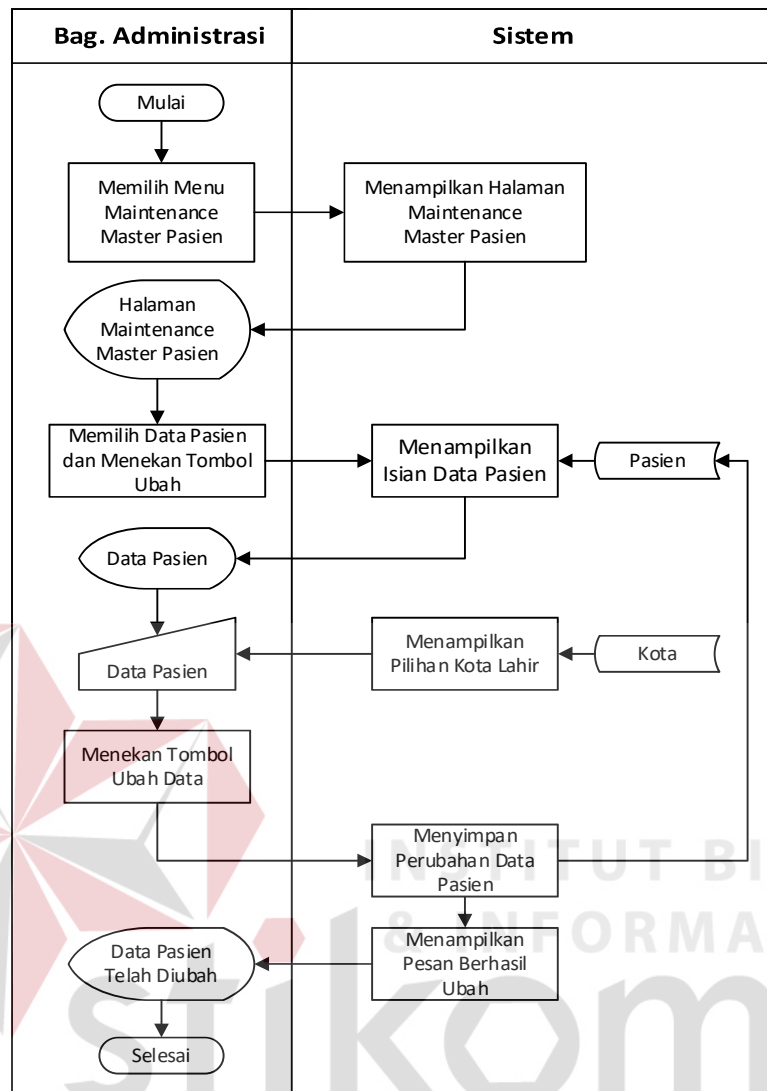 Bag. Administrasi
Sistem
Mulai
Memilih Menu
Maintenance
Master Pasien
Menampilkan Halaman
Maintenance
Master Pasien
Halaman
Maintenance
Master Pasien
Memilih Data Pasien
dan Menekan Tombol
Ubah
Menampilkan
Isian Data Pasien
Pasien
Data Pasien
Data Pasien
Menampilkan
Pilihan Kota Lahir
Kota
Menekan Tombol
Ubah Data
Menyimpan
Perubahan Data
Pasien
INSTITUT BI
& INFORMA
Data Pasien
Telah Diubah
Menampilkan
Pesan Berhasil
Ubah
stikom
Selesai